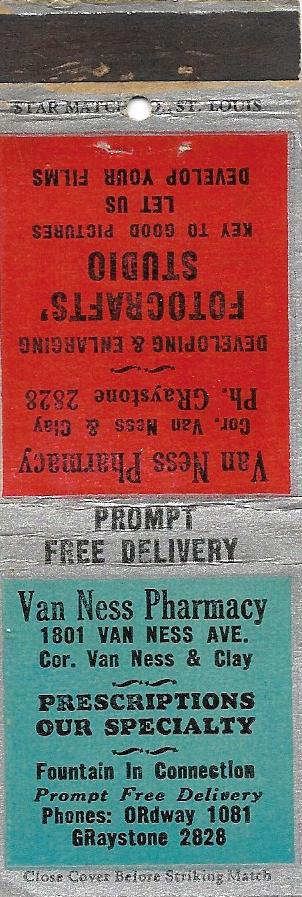 STAR MATCH CO. ST. LOUIS
Van Ness Pharmacy
Cor. Van Ness & Clay
Ph. GRaystone 2828
DEVELOPING & ENLARGING
FOTOCRAFTS'
STUDIO
KEY TO GOOD PICTURES
LET US
DEVELOP YOUR FILMS
PROMPT
FREE DELIVERY
Van Ness Pharmacy
1801 VAN NESS AVE.
Cor. Van Ness & Clay
PRESCRIPTIONS
OUR SPECIALTY
Fountain In Connection
Prompt Free Delivery
Phones: ORdway 1081
GRaystone 2828
Close Cover Before Striking Match